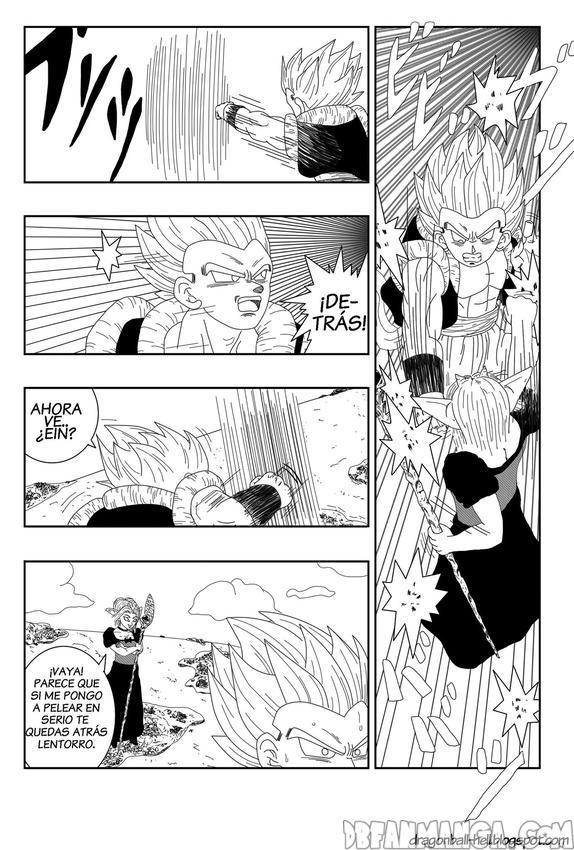 ¡DE-
TRÁS!
AHORA
VE..
¿EIN?
¡VAYA!
PARECE QUE
SI ME PONGO
A PELEAR EN
SERIO TE
QUEDAS ATRÁS
LENTORRO.
DBFANMANGA.COM
dragonball-hell.blogspot.com